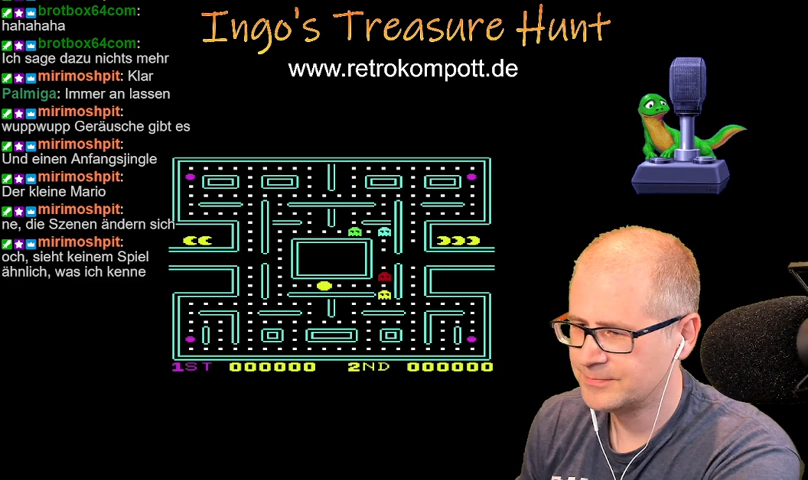 brotbox64com:
hahahaha
brotbox64com:
Ich sage dazu nichts mehr
mirimoshpit: Klar
Palmiga: Immer an lassen
mirimoshpit:
wuppwupp Geräusche gibt es
mirimoshpit:
Und einen Anfangsjingle
mirimoshpit:
Der kleine Mario
mirimoshpit:
ne, die Szenen ändern sich
mirimoshpit:
och, sieht keinem Spiel
ähnlich, was ich kenne
Ingo's Treasure Hunt
www.retrokompott.de
1ST 000000 2ND 000000